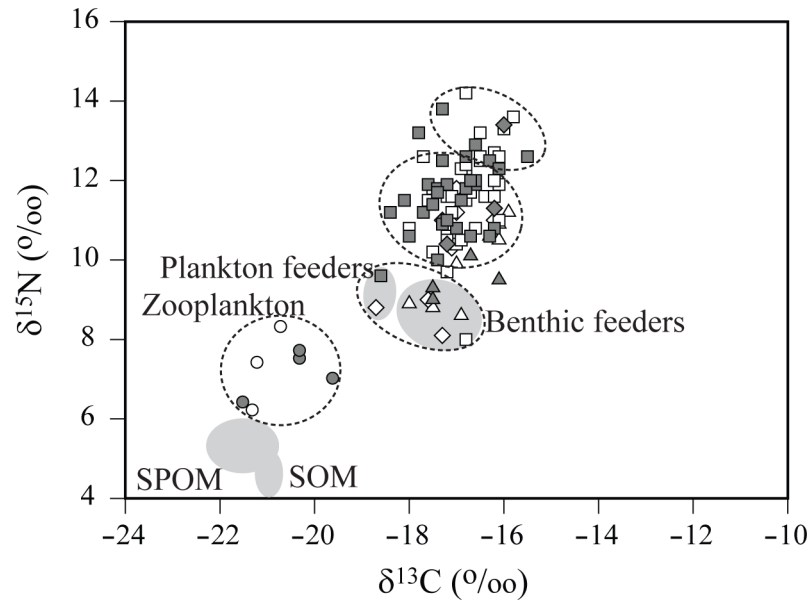 16
14
12
10
8
6
4
δ¹⁵N (º/oo)
Plankton feeders
Zooplankton
Benthic feeders
SPOM
SOM
−24
−22
−20
−18
−16
−14
−12
−10
δ¹³C (º/oo)